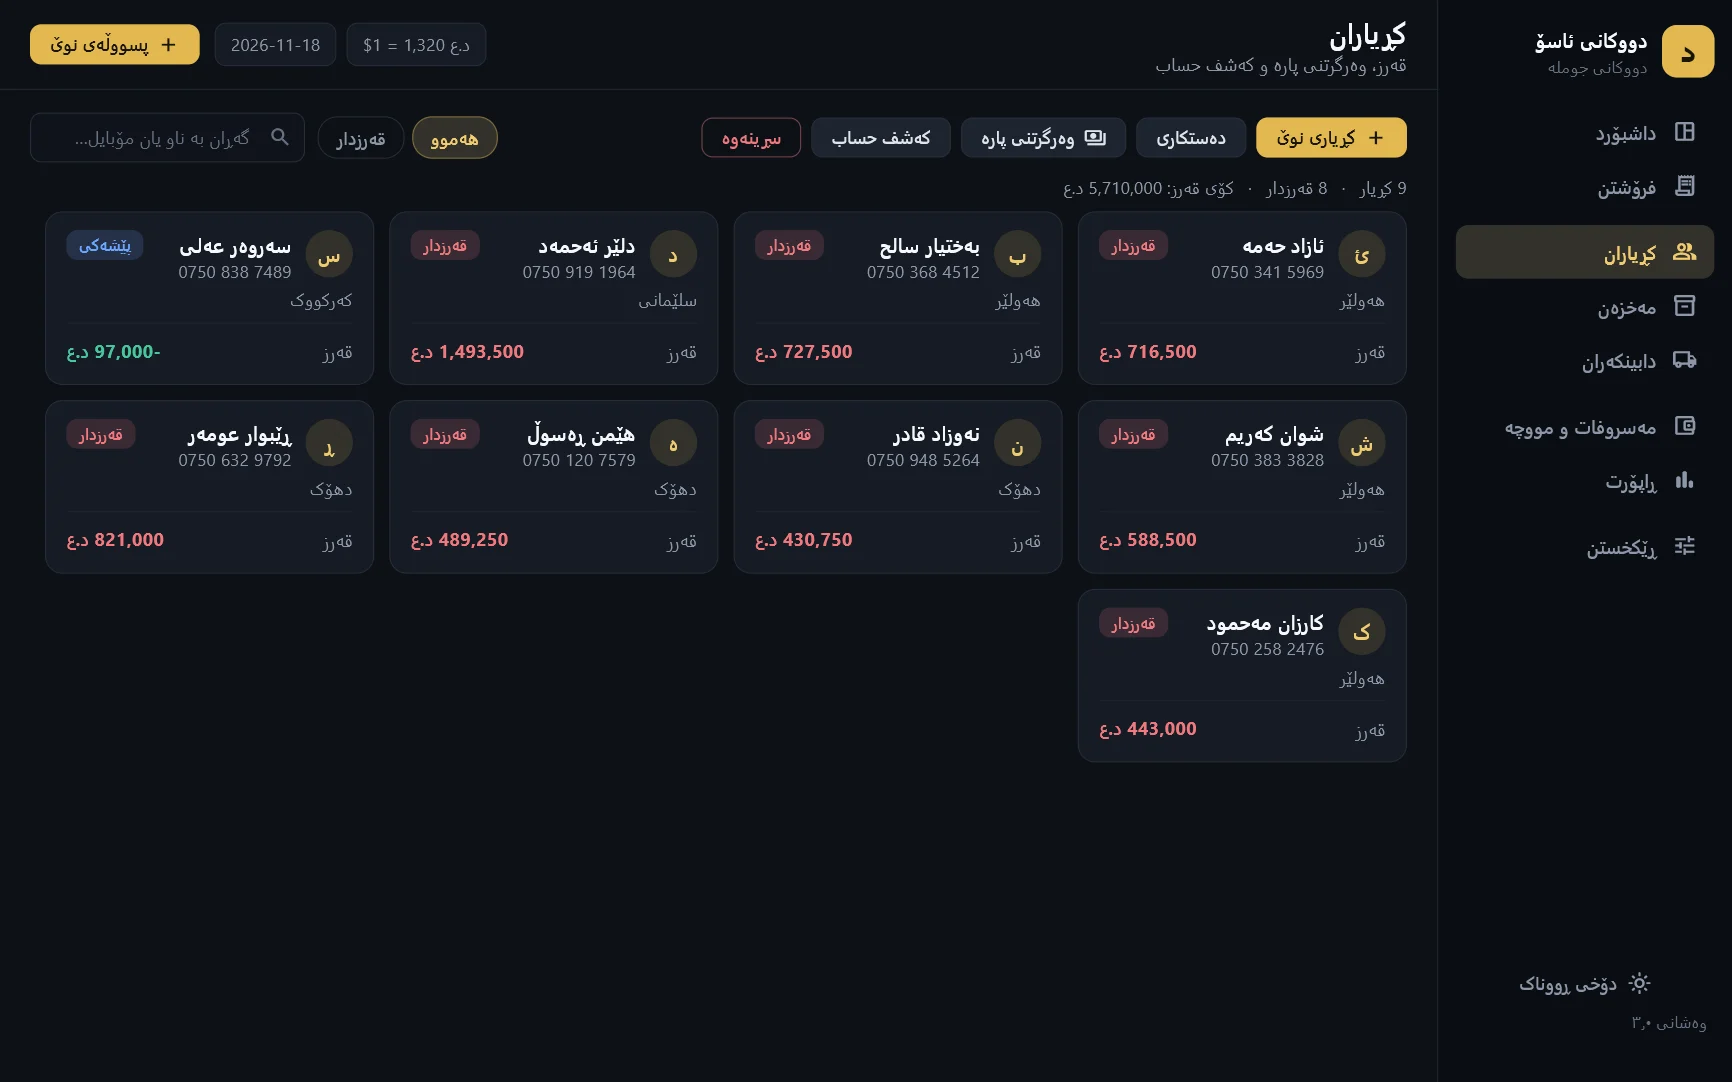 دووکانی ئاسۆ
دووکانی جوملە
د
داشبۆرد
فرۆشتن
کڕیاران
مەخزەن
دابینکەران
مەسروفات و مووچە
ڕاپۆرت
ڕێکخستن
دۆخی ڕووناک
وەشانی ٣.٠
کڕیاران
قەرز، وەرگرتنی پارە و کەشف حساب
$1 = 1,320 د.ع
2026-11-18
پسووڵەی نوێ
کڕیاری نوێ
دەستکاری
وەرگرتنی پارە
کەشف حساب
سڕینەوە
هەموو
قەرزدار
گەڕان بە ناو یان مۆبایل...
9 کڕیار · 8 قەرزدار · کۆی قەرز: 5,710,000 د.ع
ئ
ئازاد حەمە
قەرزدار
0750 341 5969
هەولێر
قەرز
716,500 د.ع
ب
بەختیار سالح
قەرزدار
0750 368 4512
هەولێر
قەرز
727,500 د.ع
د
دلێر ئەحمەد
قەرزدار
0750 919 1964
سلێمانی
قەرز
1,493,500 د.ع
س
سەروەر عەلی
پێشەکی
0750 838 7489
کەرکووک
قەرز
-97,000 د.ع
ش
شوان کەریم
قەرزدار
0750 383 3828
هەولێر
قەرز
588,500 د.ع
ن
نەوزاد قادر
قەرزدار
0750 948 5264
دهۆک
قەرز
430,750 د.ع
ه
هێمن ڕەسوڵ
قەرزدار
0750 120 7579
دهۆک
قەرز
489,250 د.ع
ڕ
ڕێبوار عومەر
قەرزدار
0750 632 9792
دهۆک
قەرز
821,000 د.ع
ک
کارزان مەحمود
قەرزدار
0750 258 2476
هەولێر
قەرز
443,000 د.ع